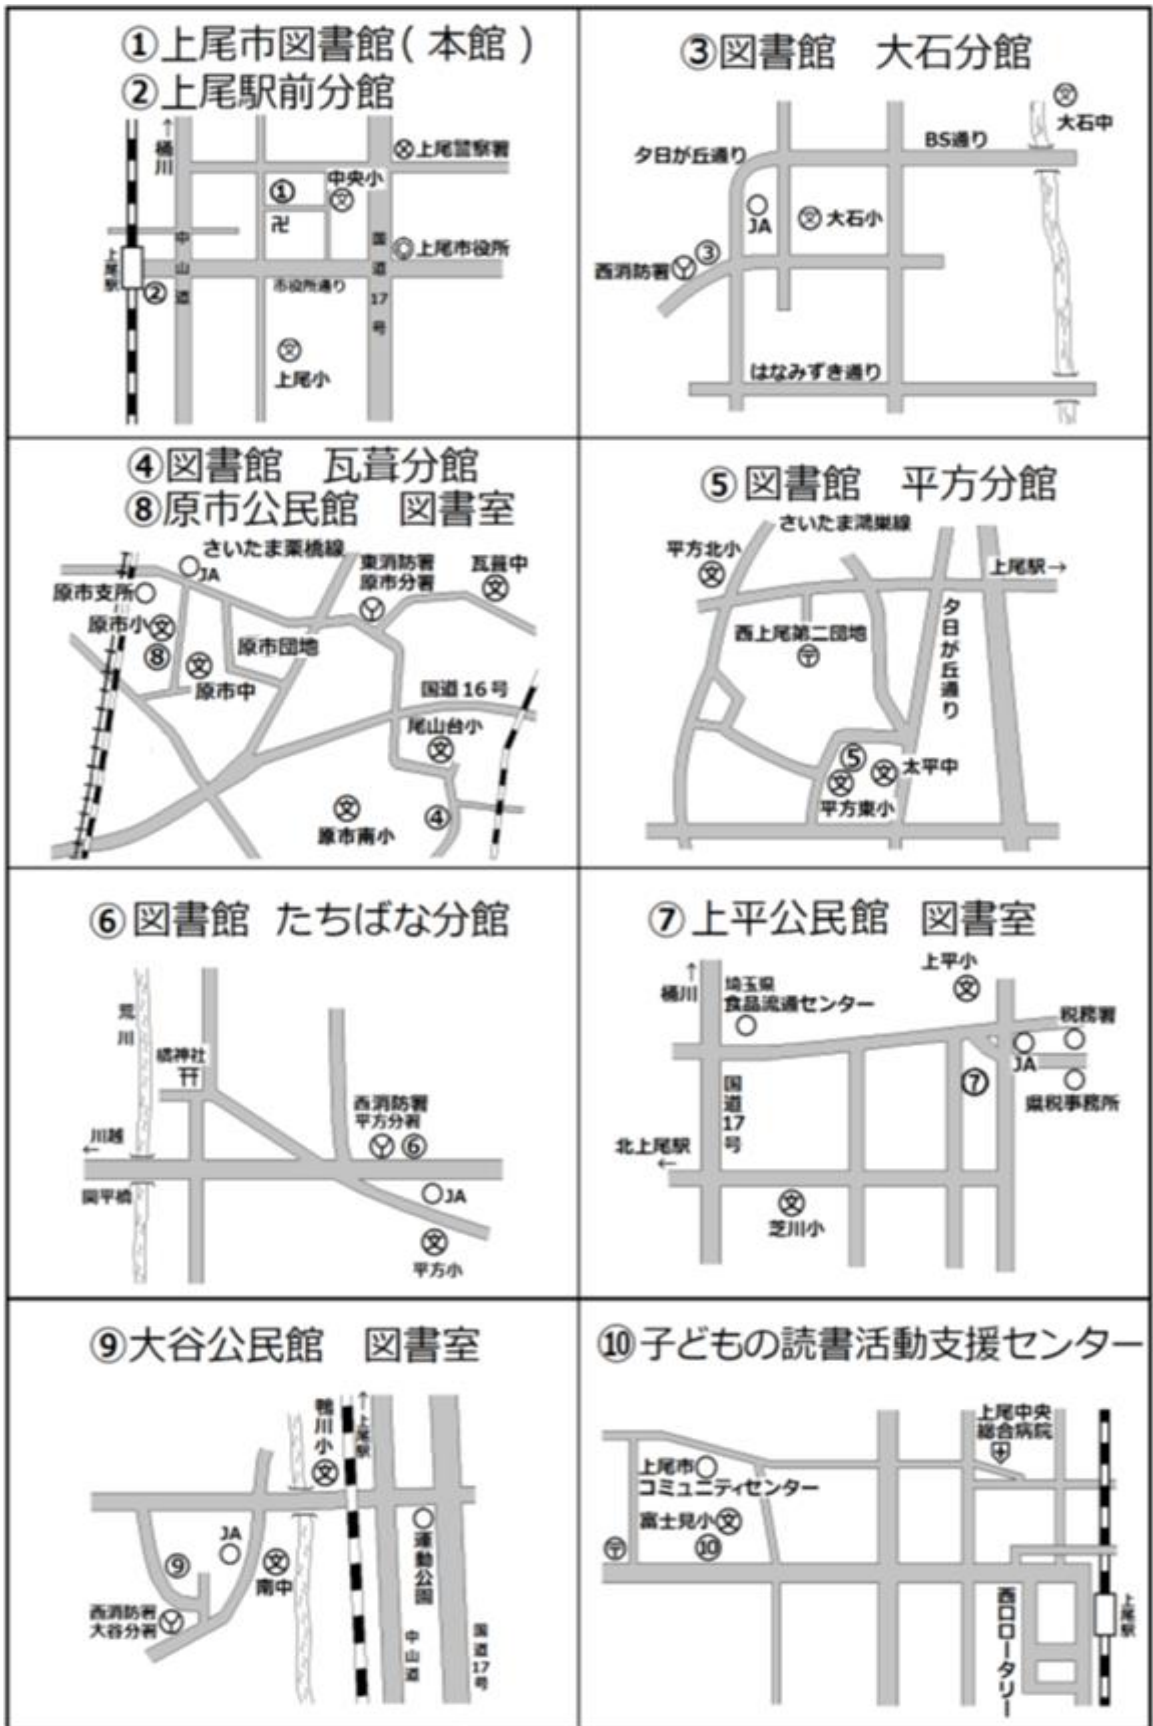 ①上尾市図書館(本館)
②上尾駅前分館
↑桶川
上尾警察署
中央小
①
卍
上尾市役所
上尾駅
②
中山道
市役所通り
国道17号
上尾小
③図書館 大石分館
大石中
BS通り
夕日が丘通り
JA
大石小
西消防署
③
はなみずき通り
④図書館 瓦葺分館
⑧原市公民館 図書室
さいたま栗橋線
JA
東消防署
原市分署
瓦葺中
原市支所
原市小
⑧
原市中
原市団地
国道16号
尾山台小
④
原市南小
⑤図書館 平方分館
さいたま鴻巣線
平方北小
上尾駅→
西上尾第二団地
〒
夕日が丘通り
⑤
太平中
平方東小
⑥図書館 たちばな分館
荒川
橘神社
西消防署
平方分署
⑥
川越
←
開平橋
JA
平方小
⑦上平公民館 図書室
上平小
↑
桶川
埼玉県
食品流通センター
税務署
JA
⑦
県税事務所
国道17号
北上尾駅
←
芝川小
⑨大谷公民館 図書室
鴨川小
↑上尾駅
JA
⑨
南中
運動公園
西消防署
大谷分署
中山道
国道17号
⑩子どもの読書活動支援センター
上尾中央
総合病院
上尾市
コミュニティセンター
富士見小
〒
⑩
西口ロータリー
上尾駅